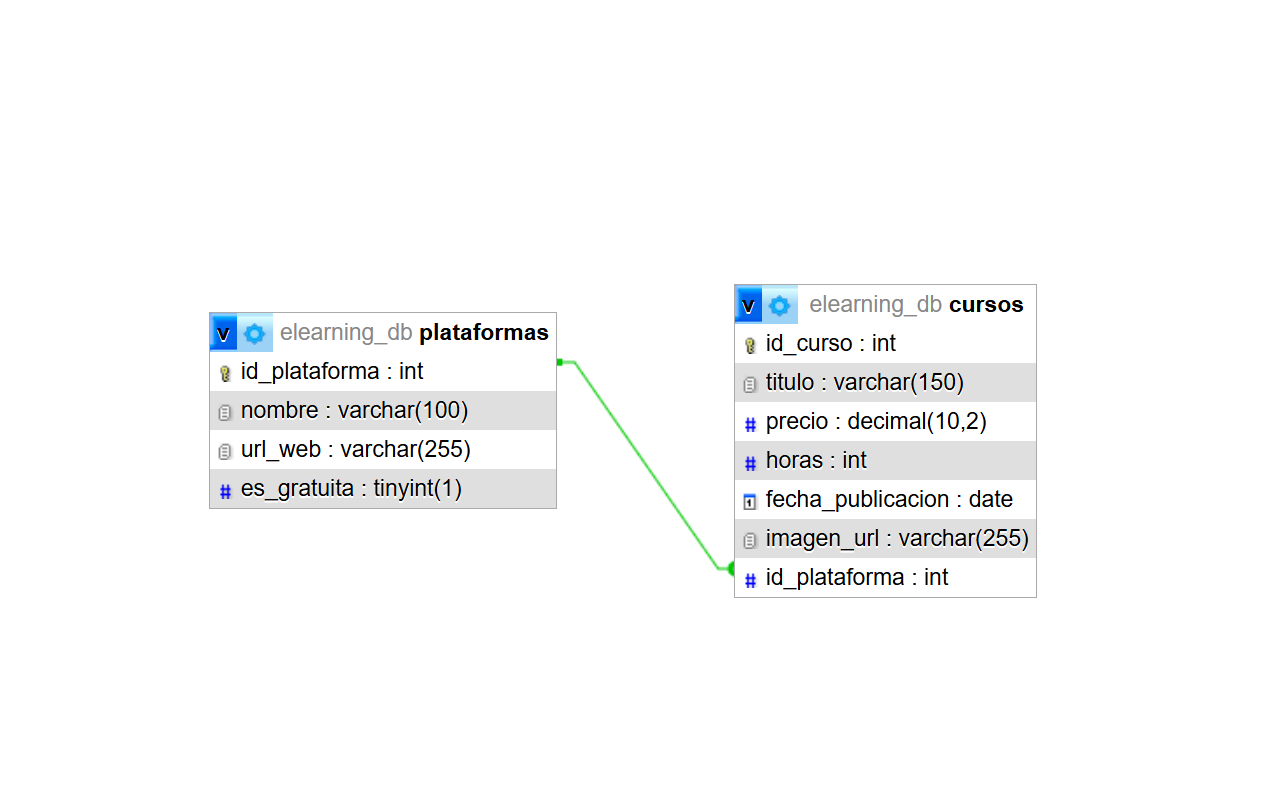 v elearning_db plataformas
id_plataforma : int
nombre : varchar(100)
url_web : varchar(255)
# es_gratuita : tinyint(1)
v elearning_db cursos
id_curso : int
titulo : varchar(150)
# precio : decimal(10,2)
# horas : int
1 fecha_publicacion : date
imagen_url : varchar(255)
# id_plataforma : int